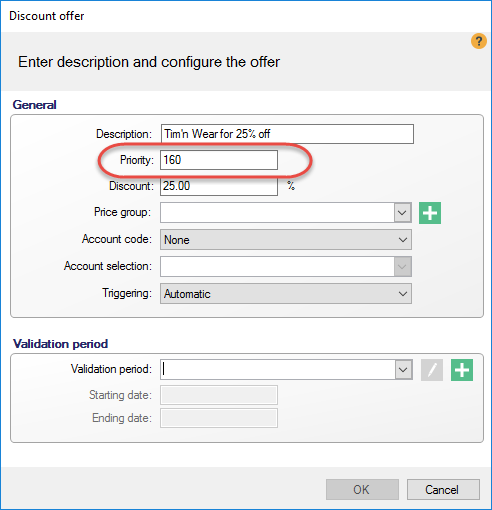 Discount offer
?
Enter description and configure the offer
General
Description: Tim'n Wear for 25% off
Priority: 160
Discount: 25.00 %
Price group:
Account code: None
Account selection:
Triggering: Automatic
Validation period
Validation period:
Starting date:
Ending date:
OK Cancel